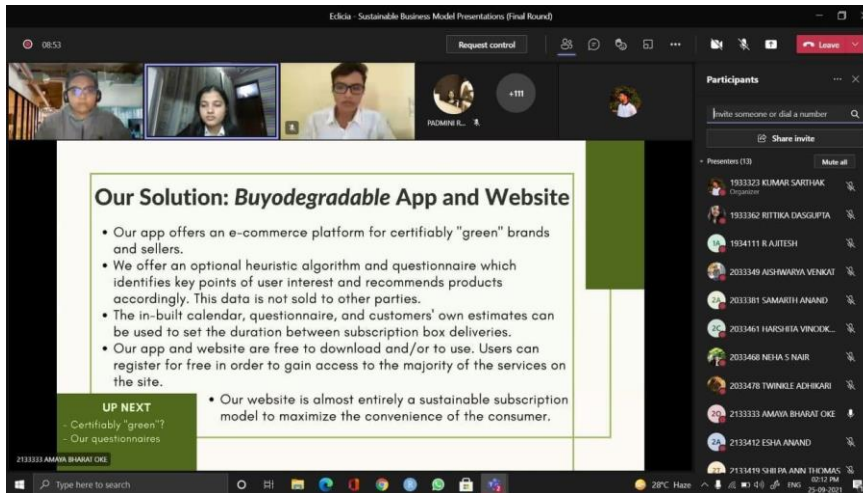 Eclicia - Sustainable Business Model Presentations (Final Round)
08:53
Request control
Leave
PADMINI R...
+111
Participants
Invite someone or dial a number
Share invite
Presenters (13)
Mute all
1933323 KUMAR SARTHAK
Organizer
1933362 RITTIKA DASGUPTA
1A
1934111 R AJITESH
2033349 AISHWARYA VENKAT
2A
2033381 SAMARTH ANAND
2C
2033461 HARSHITA VINODK...
2033468 NEHA S NAIR
2033478 TWINKLE ADHIKARI
2O
2133333 AMAYA BHARAT OKE
2A
2133412 ESHA ANAND
2T
2133419 SHILPA ANN THOMAS
Our Solution: Buyodegradable App and Website
• Our app offers an e-commerce platform for certifiably "green" brands
and sellers.
• We offer an optional heuristic algorithm and questionnaire which
identifies key points of user interest and recommends products
accordingly. This data is not sold to other parties.
• The in-built calendar, questionnaire, and customers' own estimates can
be used to set the duration between subscription box deliveries.
• Our app and website are free to download and/or to use. Users can
register for free in order to gain access to the majority of the services on
the site.
• Our website is almost entirely a sustainable subscription
model to maximize the convenience of the consumer.
UP NEXT
- Certifiably "green"?
- Our questionnaires
2133333 AMAYA BHARAT OKE
Type here to search
28°C Haze
ENG
02:12 PM
25-09-2021